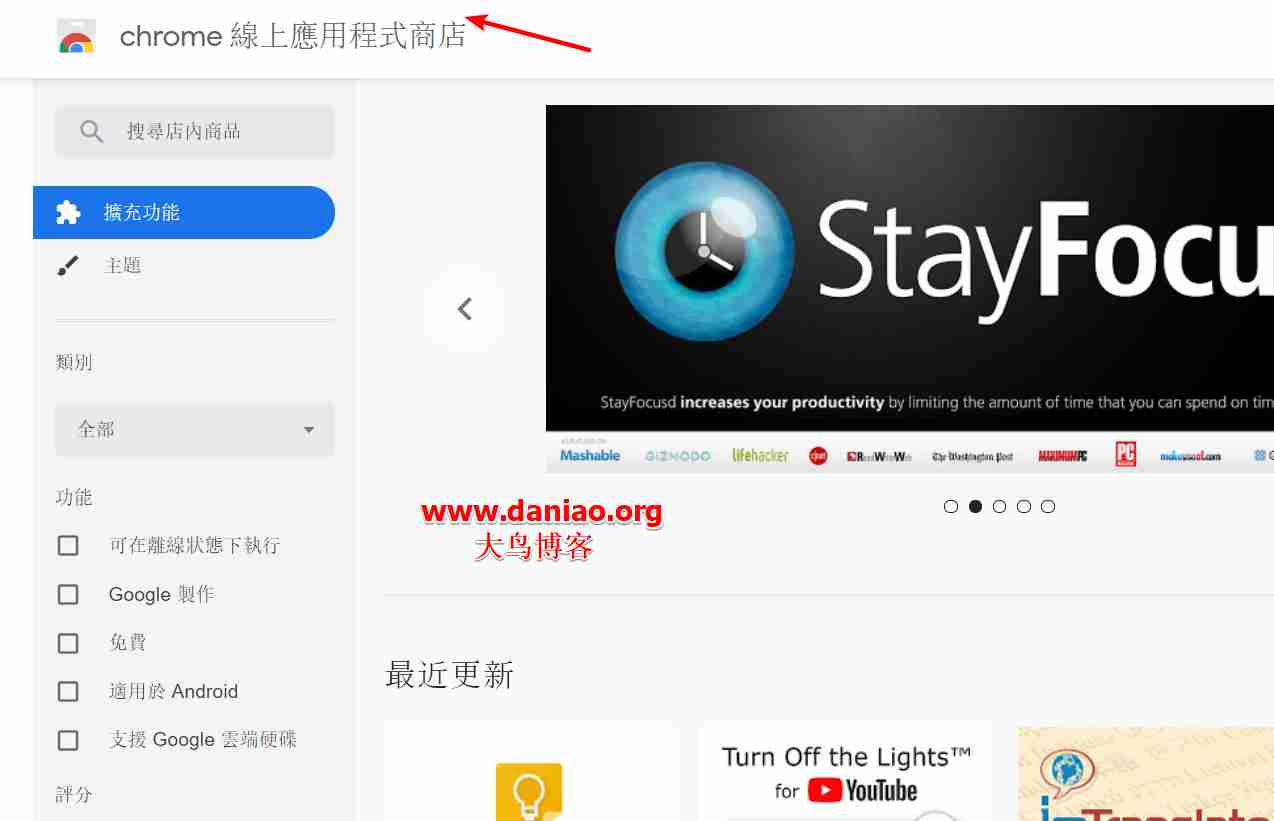 chrome 線上應用程式商店
搜尋店內商品
擴充功能
主題
類別
全部
功能
可在離線狀態下執行
Google 製作
免費
適用於 Android
支援 Google 雲端硬碟
評分
StayFocu
StayFocusd increases your productivity by limiting the amount of time that you can spend on tim
Mashable GIZMODO lifehacker cnet ReadWriteWeb The Washington Post MAXIMUMPC PC makeuseof.com
www.daniao.org
大鸟博客
最近更新
Turn Off the Lights™
for YouTube
imTranslato